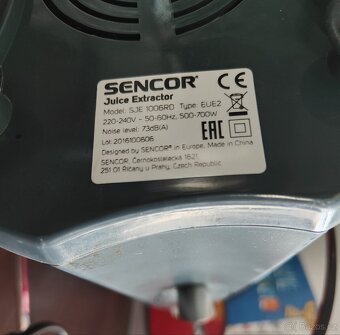 SENCOR®
Juice Extractor
Model: SJE 1006RD Type: EUE2
220-240V ~ 50-60Hz, 500-700W
Noise level: 73dB(A)
Lot: 2016100606
Designed by SENCOR® in Europe, Made in China
SENCOR, Černokostelecká 1621,
251 01 Říčany u Prahy, Czech Republic
CE
EAC